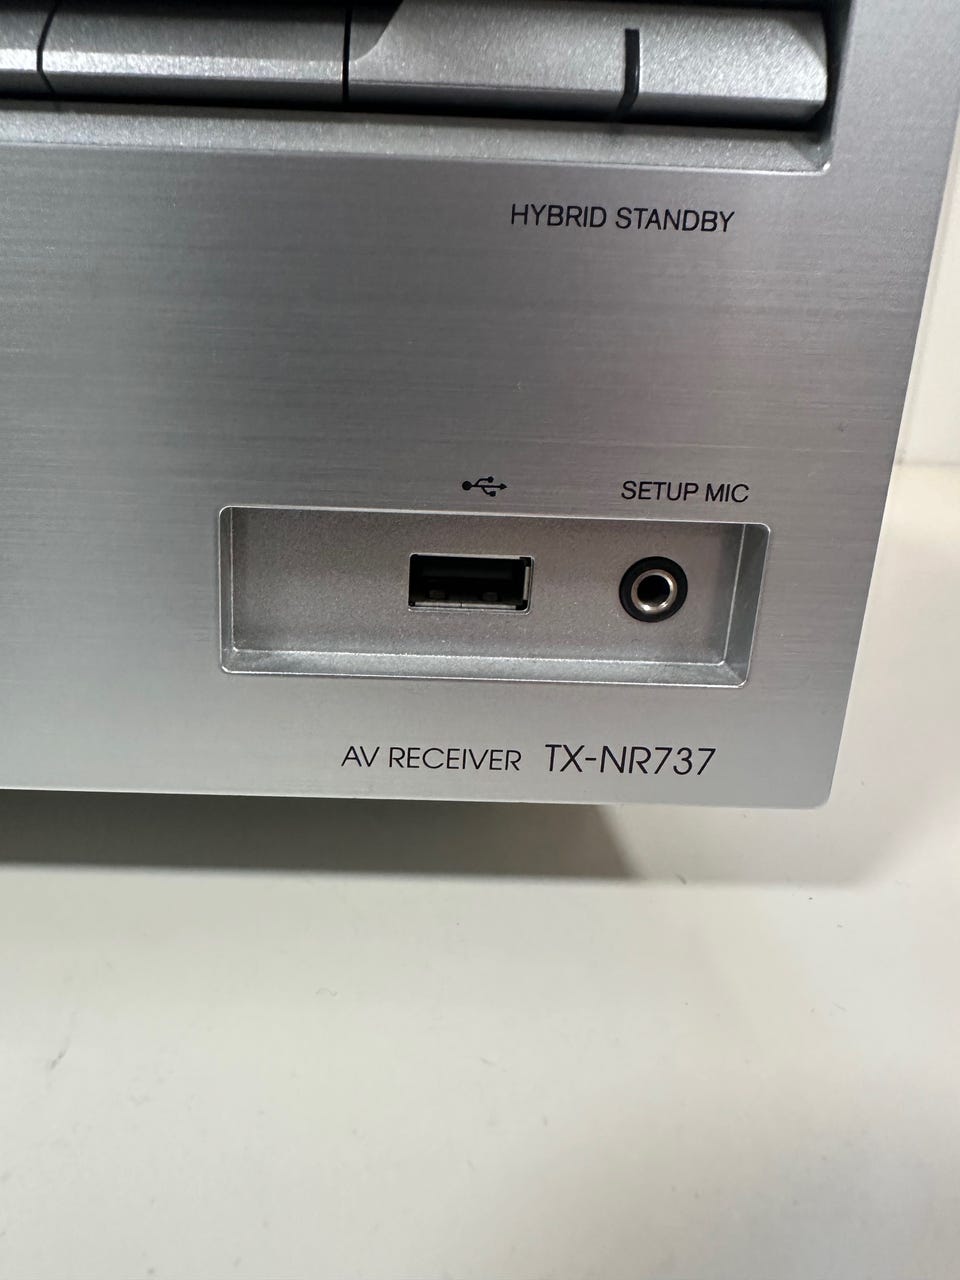 HYBRID STANDBY
SETUP MIC
AV RECEIVER TX-NR737